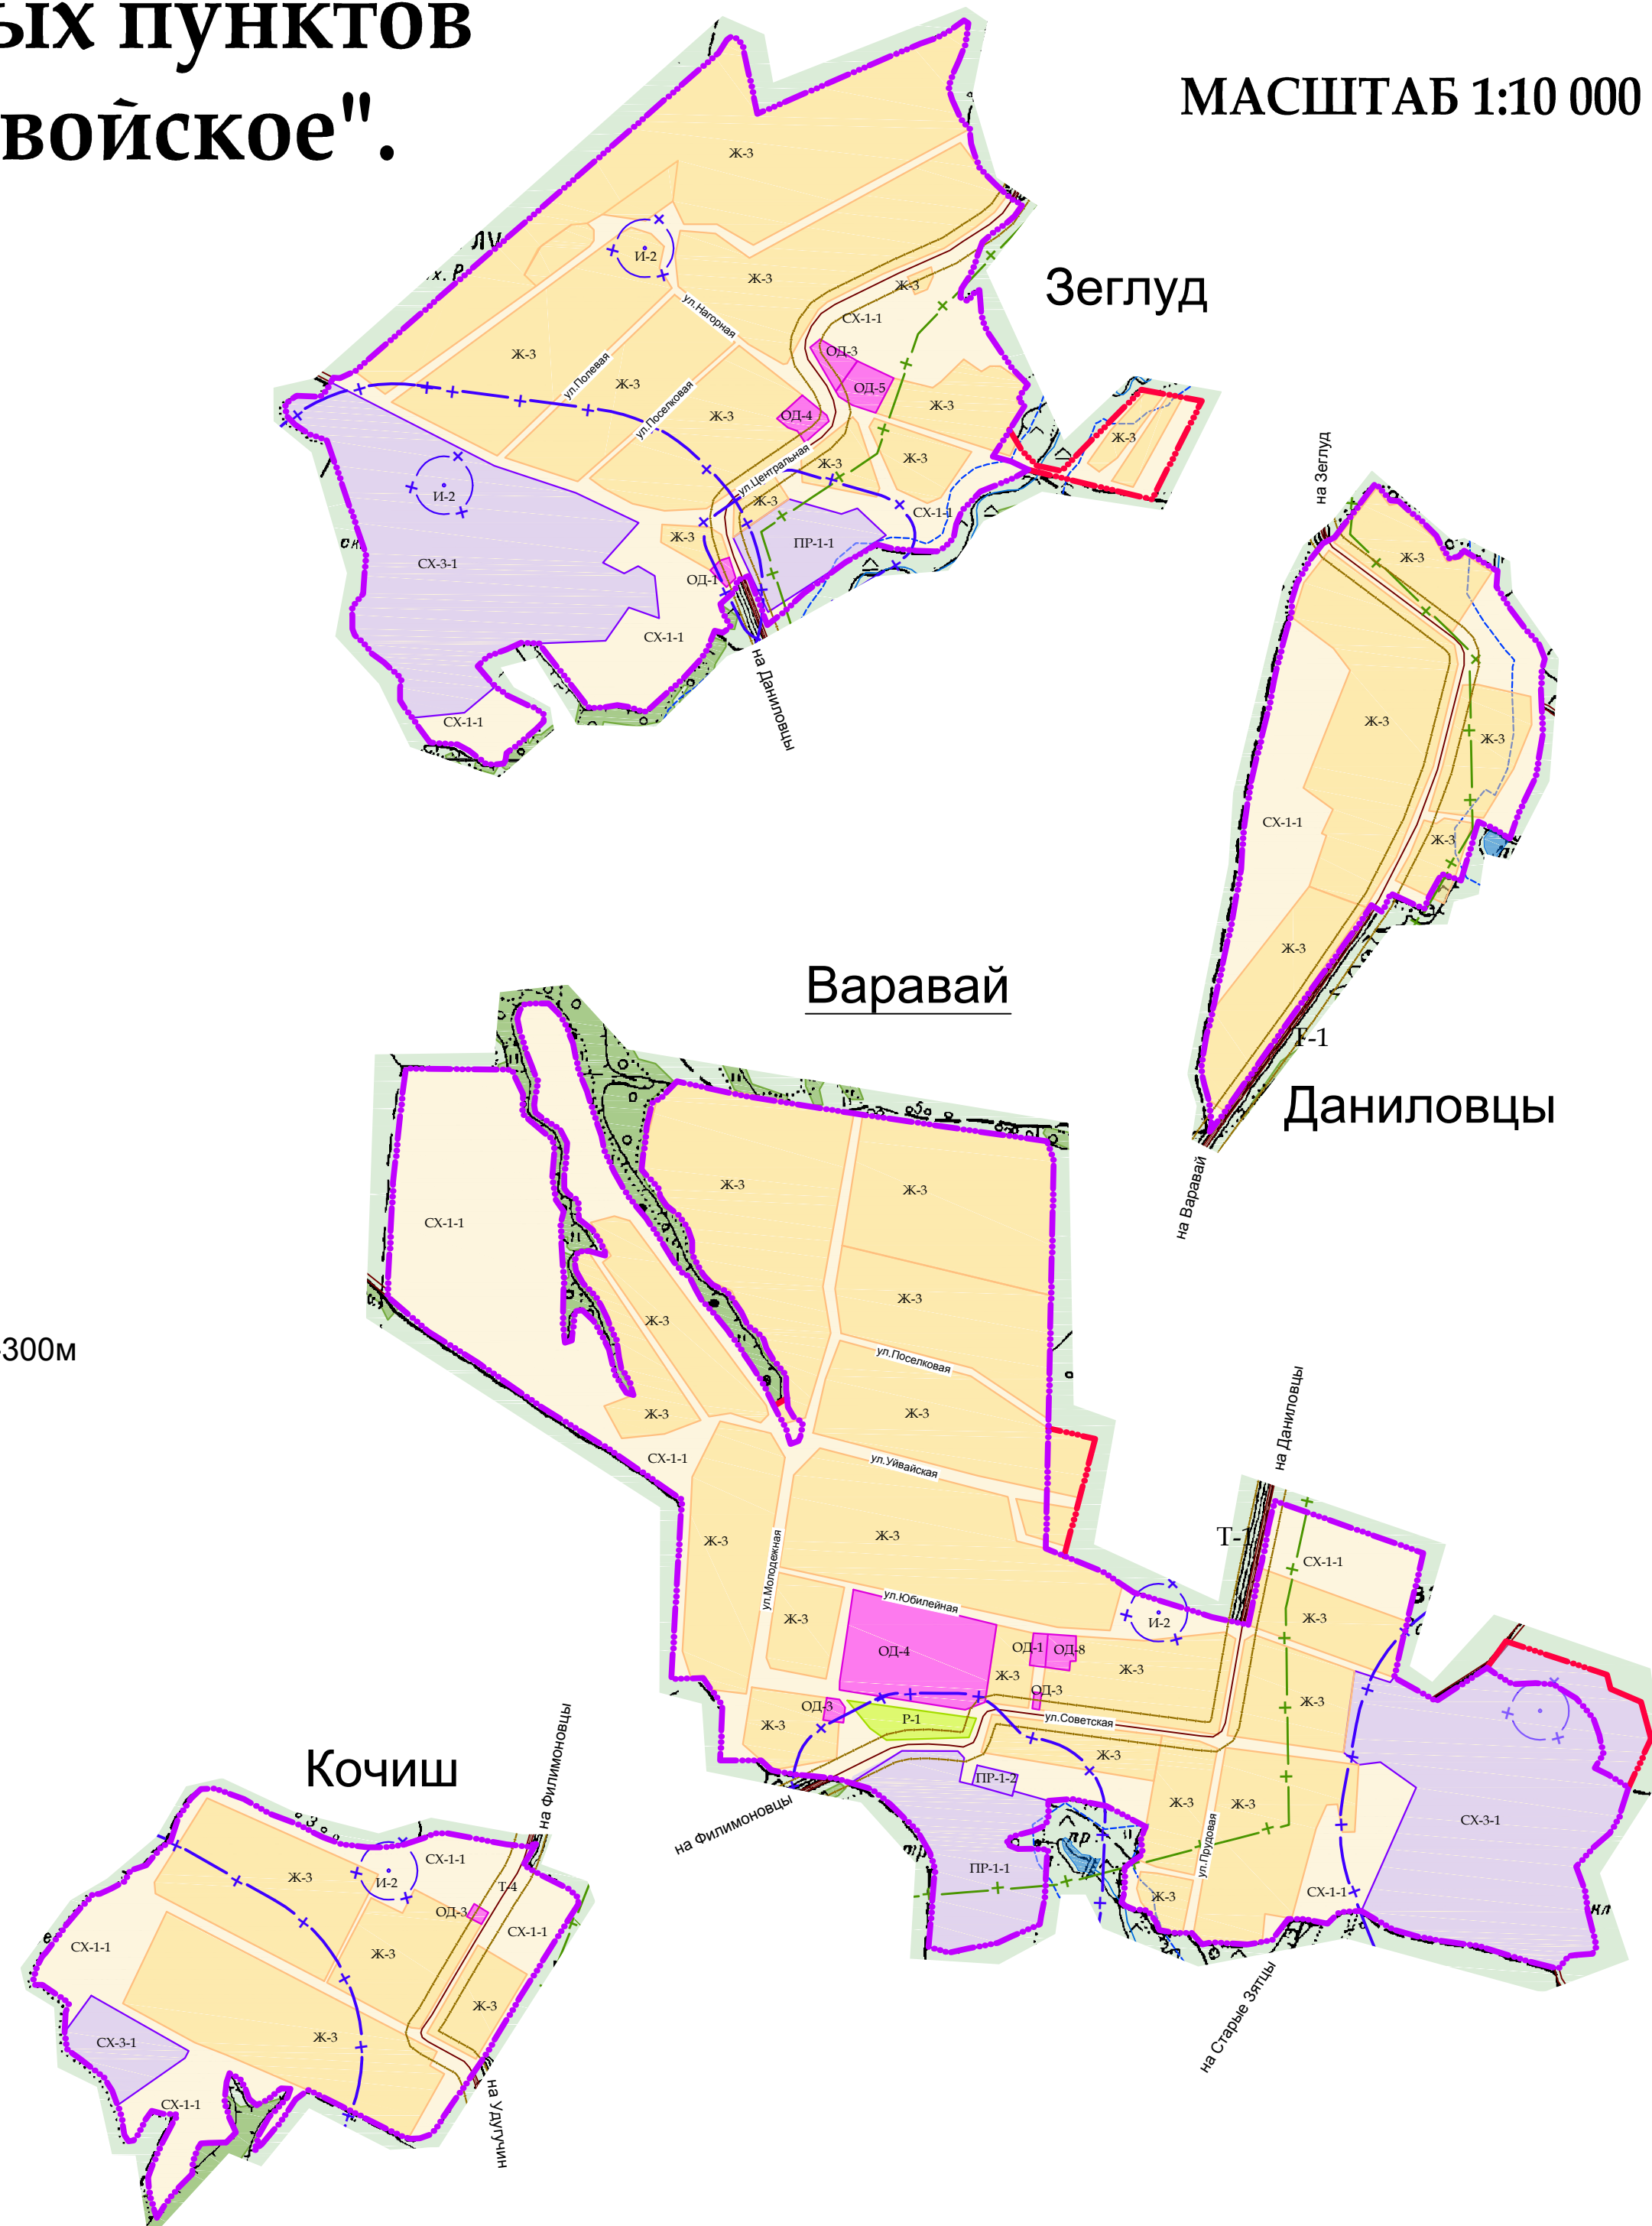 ых пунктов
войское".
МАСШТАБ 1:10 000
Зеглуд
Ж-3
И-2
Ж-3
Ж-3
СХ-1-1
ул.Нагорная
ОД-3
Ж-3
ул.Полевая
Ж-3
ОД-5
ул.Поселковая
Ж-3
ОД-4
Ж-3
Ж-3
ул.Центральная
Ж-3
Ж-3
И-2
Ж-3
СХ-1-1
Ж-3
ПР-1-1
СХ-3-1
ОД-1
СХ-1-1
на Даниловцы
СХ-1-1
на Зеглуд
Ж-3
Ж-3
Ж-3
СХ-1-1
Ж-3
Ж-3
Т-1
Даниловцы
на Варавай
Варавай
Ж-3
Ж-3
СХ-1-1
Ж-3
Ж-3
ул.Поселковая
-300м
Ж-3
Ж-3
СХ-1-1
ул.Уйвайская
на Даниловцы
Ж-3
Ж-3
Т-1
СХ-1-1
ул.Молодежная
ул.Юбилейная
Ж-3
И-2
Ж-3
ОД-4
ОД-1
ОД-8
Ж-3
Ж-3
ОД-3
ОД-3
Ж-3
Р-1
ул.Советская
Ж-3
Ж-3
ПР-1-2
на Филимоновцы
Ж-3
Ж-3
ул.Прудовая
СХ-3-1
пр
пр
ПР-1-1
Ж-3
СХ-1-1
кл
на Старые Зятцы
Кочиш
на Филимоновцы
СХ-1-1
Ж-3
И-2
Т-4
ОД-3
СХ-1-1
СХ-1-1
Ж-3
Ж-3
Ж-3
СХ-3-1
СХ-1-1
на Удугучин